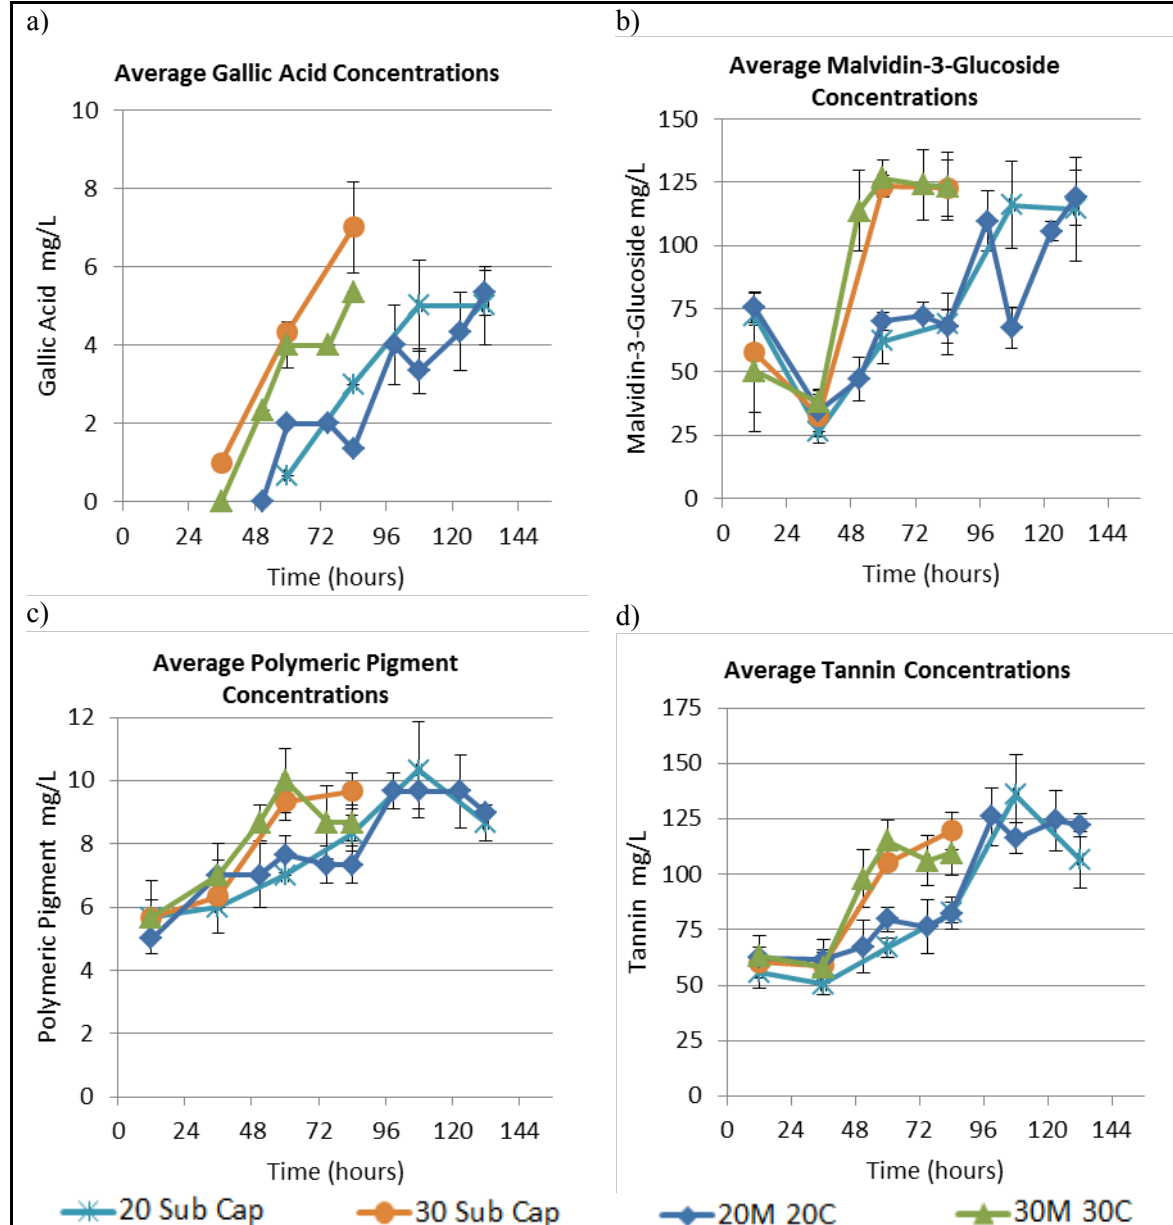 a)
Average Gallic Acid Concentrations
10
8
6
4
2
0
Gallic Acid mg/L
0 24 48 72 96 120 144
Time (hours)
b)
Average Malvidin-3-Glucoside
Concentrations
150
125
100
75
50
25
0
Malvidin-3-Glucoside mg/L
0 24 48 72 96 120 144
Time (hours)
c)
Average Polymeric Pigment
Concentrations
12
10
8
6
4
2
0
Polymeric Pigment mg/L
0 24 48 72 96 120 144
Time (hours)
d)
Average Tannin Concentrations
175
150
125
100
75
50
25
0
Tannin mg/L
0 24 48 72 96 120 144
Time (hours)
20 Sub Cap 30 Sub Cap 20M 20C 30M 30C